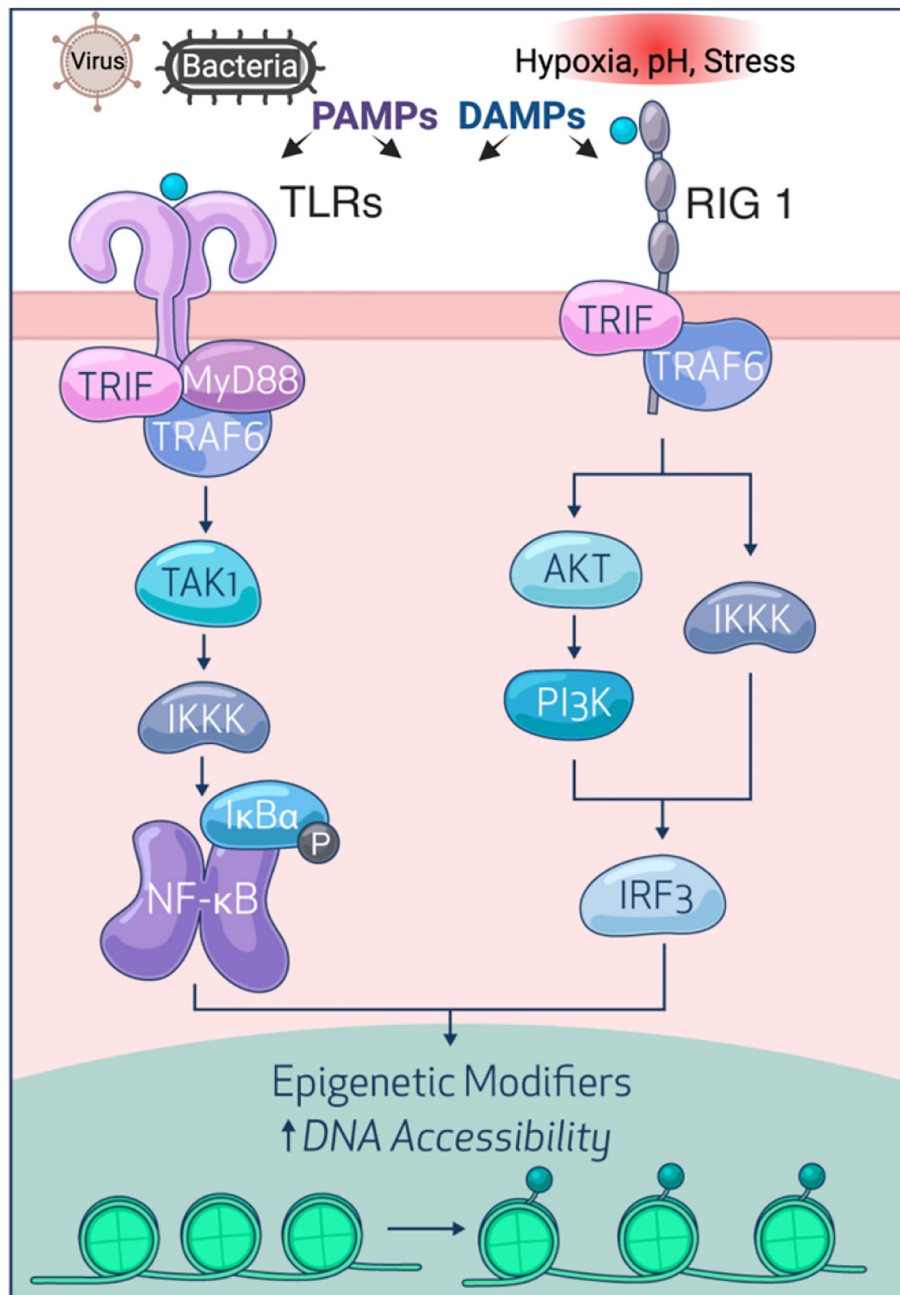 Virus
Bacteria
Hypoxia, pH, Stress
PAMPs DAMPs
TLRs
RIG 1
TRIF
MyD88
TRAF6
TRIF
TRAF6
TAK1
AKT
IKKK
IKKK
PI3K
IκBα
P
NF-κB
IRF3
Epigenetic Modifiers
↑DNA Accessibility